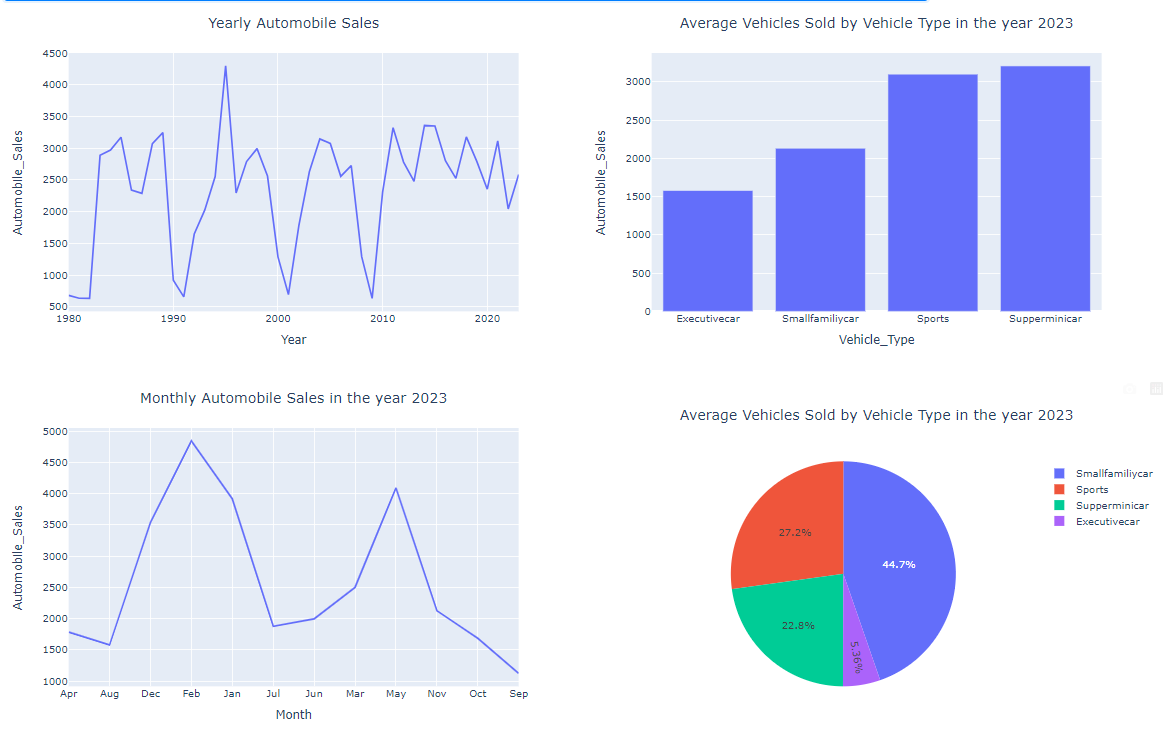 Yearly Automobile Sales
4500
4000
3500
3000
2500
2000
1500
1000
500
Automobile_Sales
1980 1990 2000 2010 2020
Year
Average Vehicles Sold by Vehicle Type in the year 2023
3000
2500
2000
1500
1000
500
0
Automobile_Sales
Executivecar Smallfamiliycar Sports Supperminicar
Vehicle_Type
Monthly Automobile Sales in the year 2023
5000
4500
4000
3500
3000
2500
2000
1500
1000
Automobile_Sales
Apr Aug Dec Feb Jan Jul Jun Mar May Nov Oct Sep
Month
Average Vehicles Sold by Vehicle Type in the year 2023
27.2%
44.7%
22.8%
5.36%
Smallfamiliycar
Sports
Supperminicar
Executivecar